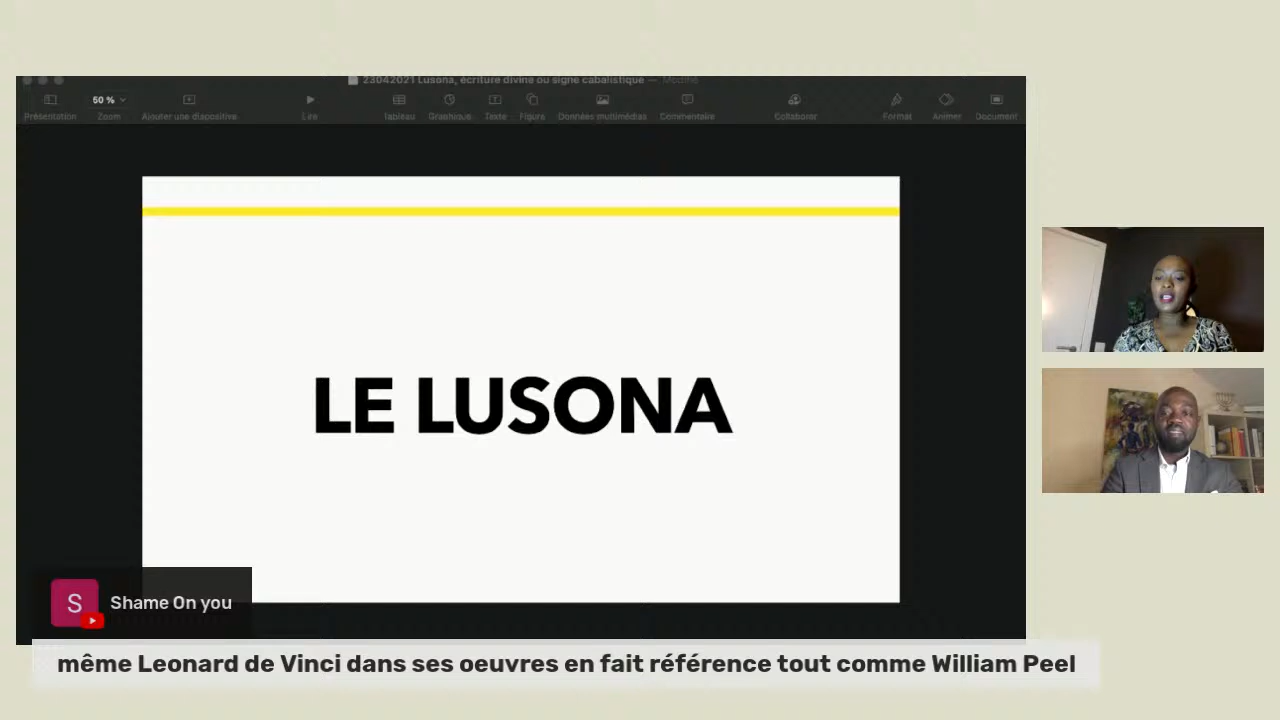 23042021 Lusona, écriture divine ou signe cabalistique — Modifié
50 %
Présentation Zoom Ajouter une diapositive Lire Tableau Graphique Texte Figure Données multimédias Commentaire Collaborer Format Animer Document
LE LUSONA
S
Shame On you
même Leonard de Vinci dans ses oeuvres en fait référence tout comme William Peel